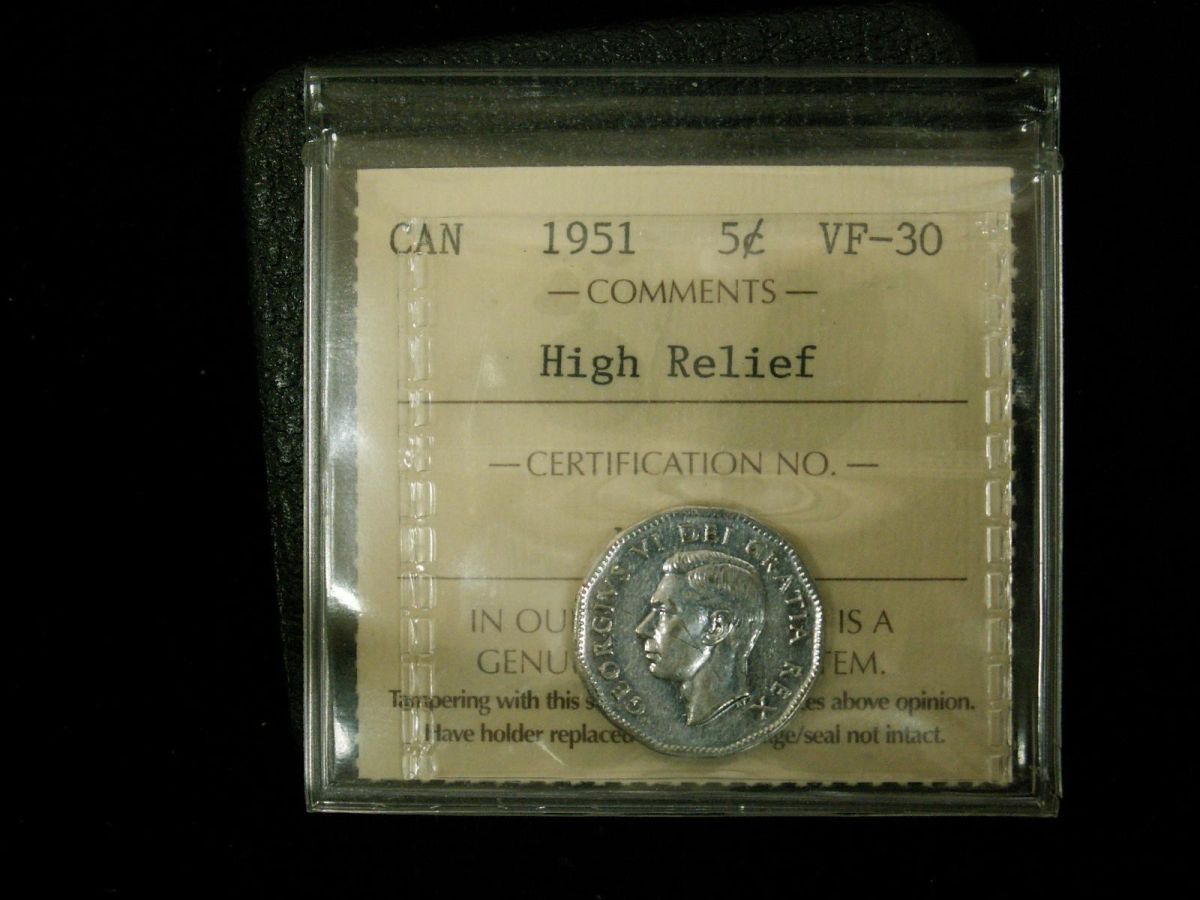 CAN 1951 5¢ VF-30
— COMMENTS —
High Relief
— CERTIFICATION NO. —
IN OU IS A
GENU TEM.
Tampering with this s es above opinion.
Have holder replaced ge/seal not intact.
GEORGIVS VI DEI GRATIA REX